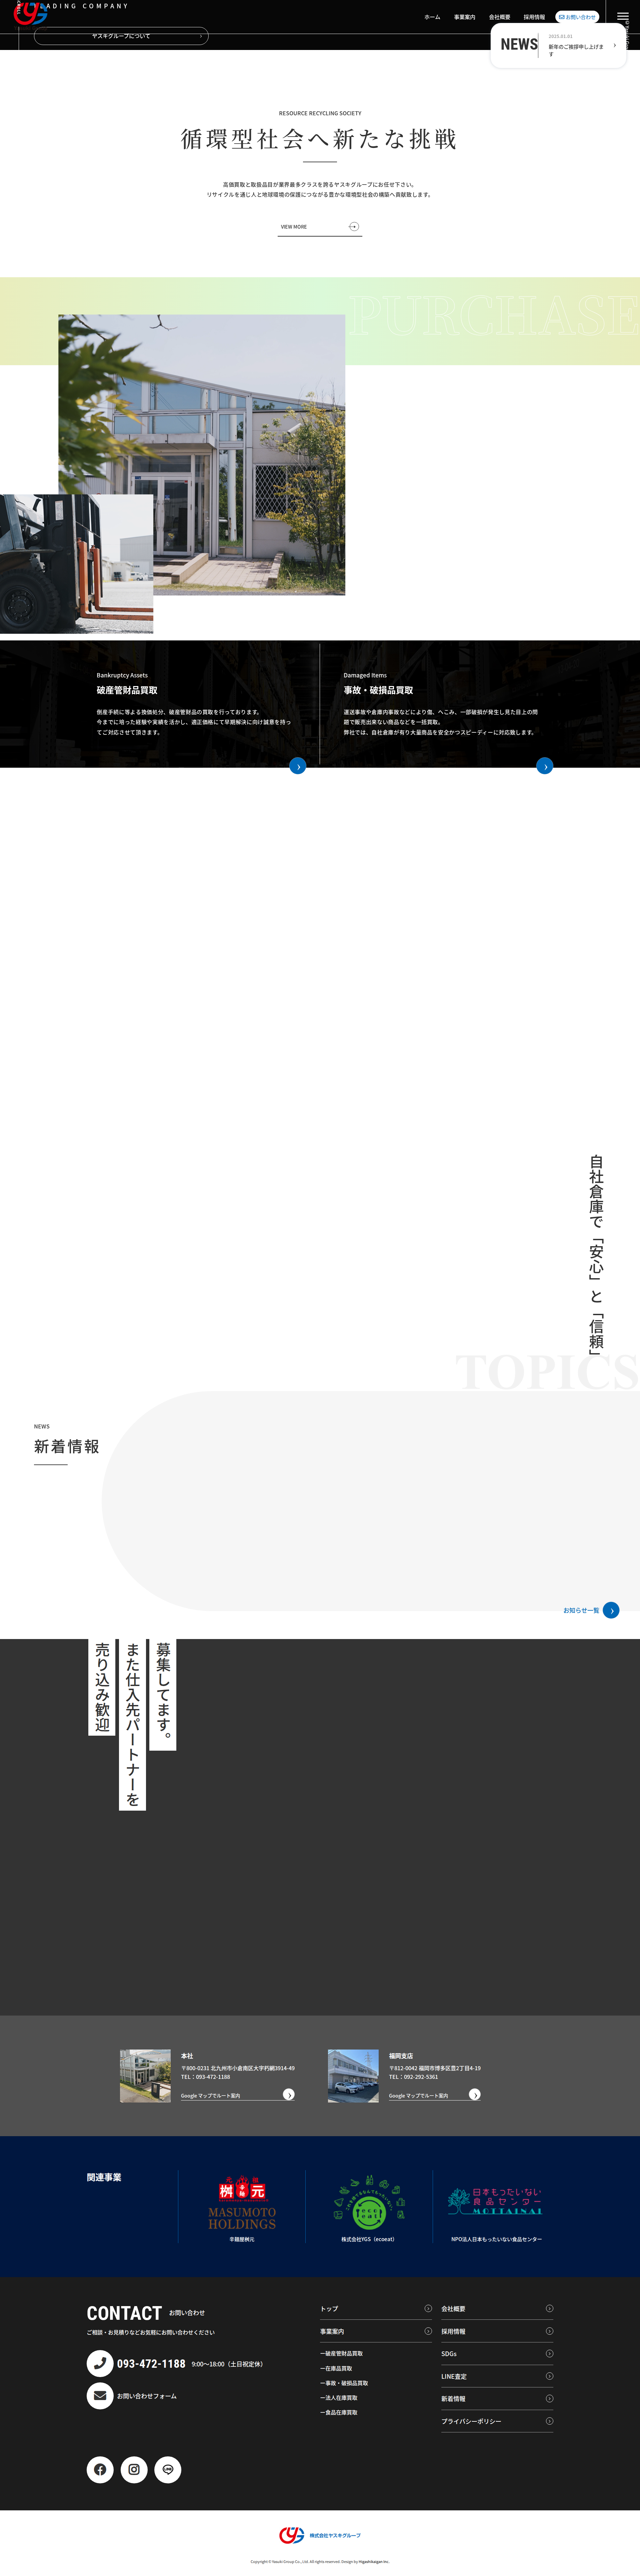 LEADING COMPANY
ホーム
事業案内
会社概要
採用情報
お問い合わせ
ヤスキグループについて
NEWS
2025.01.01
新年のご挨拶申し上げます
RESOURCE RECYCLING SOCIETY
循環型社会へ新たな挑戦
高価買取と取扱品目が業界最多クラスを誇るヤスキグループにお任せ下さい。
リサイクルを通じ人と地球環境の保護につながる豊かな環境型社会の構築へ貢献致します。
VIEW MORE
PURCHASE
Bankruptcy Assets
破産管財品買取
倒産手続に等よる換価処分、破産管財品の買取を行っております。
今までに培った経験や実績を活かし、適正価格にて早期解決に向け誠意を持ってご対応させて頂きます。
Damaged Items
事故・破損品買取
運送事故や倉庫内事故などにより傷、へこみ、一部破損が発生し見た目上の問題で販売出来ない商品などを一括買取。
弊社では、自社倉庫が有り大量商品を安全かつスピーディーに対応致します。
自社倉庫で「安心」と「信頼」
TOPICS
NEWS
新着情報
お知らせ一覧
募集してます。
また仕入先パートナーを
売り込み歓迎
本社
〒800-0231 北九州市小倉南区大字朽網3914-49
TEL：093-472-1188
Google マップでルート案内
福岡支店
〒812-0042 福岡市博多区豊2丁目4-19
TEL：092-292-5361
Google マップでルート案内
関連事業
桝元
MASUMOTO
HOLDINGS
辛麺屋桝元
株式会社YGS（ecoeat）
日本もったいない
食品センター
MOTTAINAI
NPO法人日本もったいない食品センター
CONTACT
お問い合わせ
ご相談・お見積りなどお気軽にお問い合わせください
093-472-1188
9:00〜18:00（土日祝定休）
お問い合わせフォーム
トップ
事業案内
ー破産管財品買取
ー在庫品買取
ー事故・破損品買取
ー法人在庫買取
ー食品在庫買取
会社概要
採用情報
SDGs
LINE査定
新着情報
プライバシーポリシー
株式会社ヤスキグループ
Copyright © Yasuki Group Co., Ltd. All rights reserved. Design by Higashitaigan Inc.